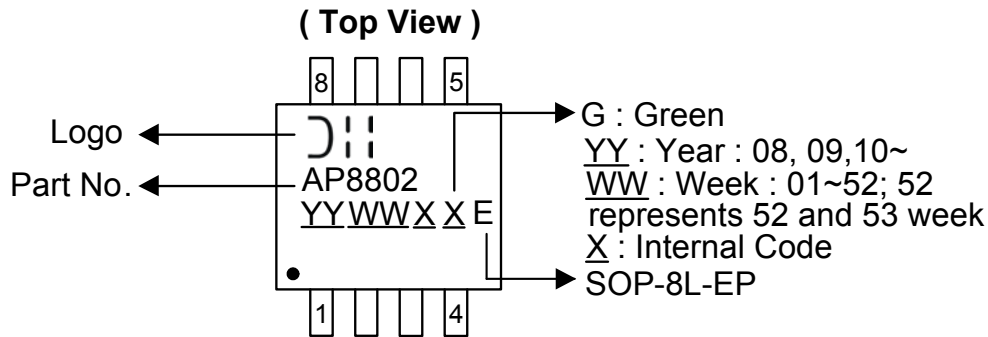 ( Top View )
8 5
Logo
Part No.
AP8802
YYWWX X E
1 4
G : Green
YY : Year : 08, 09,10~
WW : Week : 01~52; 52
represents 52 and 53 week
X : Internal Code
SOP-8L-EP